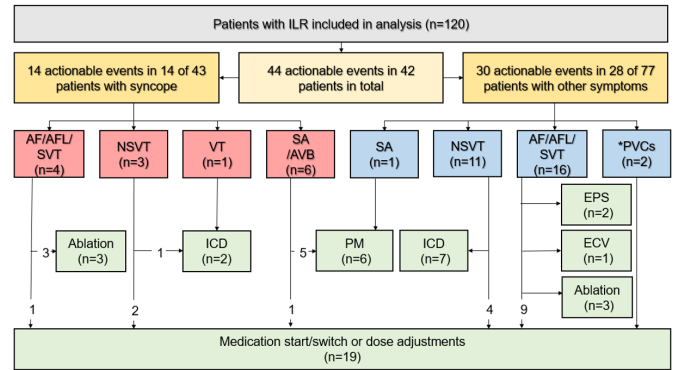 Patients with ILR included in analysis (n=120)
14 actionable events in 14 of 43
patients with syncope
44 actionable events in 42
patients in total
30 actionable events in 28 of 77
patients with other symptoms
AF/AFL/
SVT
(n=4)
NSVT
(n=3)
VT
(n=1)
SA
/AVB
(n=6)
SA
(n=1)
NSVT
(n=11)
AF/AFL/
SVT
(n=16)
*PVCs
(n=2)
EPS
(n=2)
3
Ablation
(n=3)
1
ICD
(n=2)
5
PM
(n=6)
ICD
(n=7)
ECV
(n=1)
Ablation
(n=3)
1
2
1
4
9
Medication start/switch or dose adjustments
(n=19)